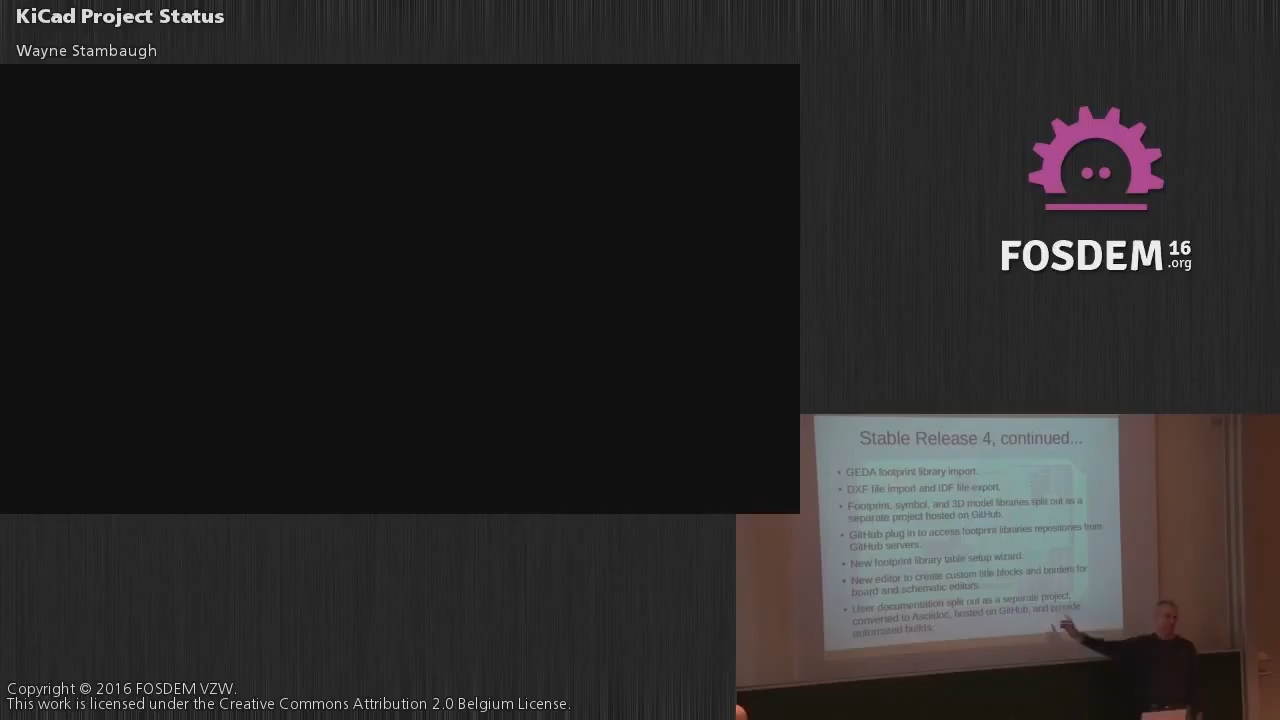 KiCad Project Status
Wayne Stambaugh
FOSDEM 16
.org
Stable Release 4, continued...
• GEDA footprint library import.
• DXF file import and IDF file export.
• Footprint, symbol, and 3D model libraries split out as a
separate project hosted on GitHub.
• GitHub plug in to access footprint libraries repositories from
GitHub servers.
• New footprint library table setup wizard.
• New editor to create custom title blocks and borders for
board and schematic editors.
• User documentation split out as a separate project,
converted to Asciidoc, hosted on GitHub, and provide
automated builds.
Copyright © 2016 FOSDEM VZW.
This work is licensed under the Creative Commons Attribution 2.0 Belgium License.